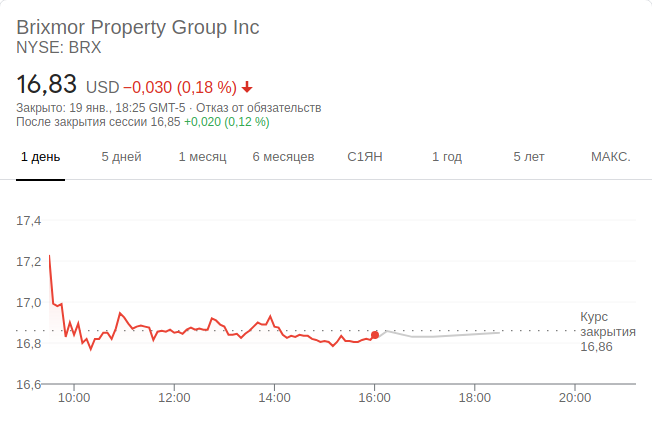 Brixmor Property Group Inc
NYSE: BRX
16,83 USD −0,030 (0,18 %)
Закрыто: 19 янв., 18:25 GMT-5 · Отказ от обязательств
После закрытия сессии 16,85 +0,020 (0,12 %)
1 день 5 дней 1 месяц 6 месяцев С1ЯН 1 год 5 лет МАКС.
17,4
17,2
17,0
16,8
16,6
Курс
закрытия
16,86
10:00 12:00 14:00 16:00 18:00 20:00